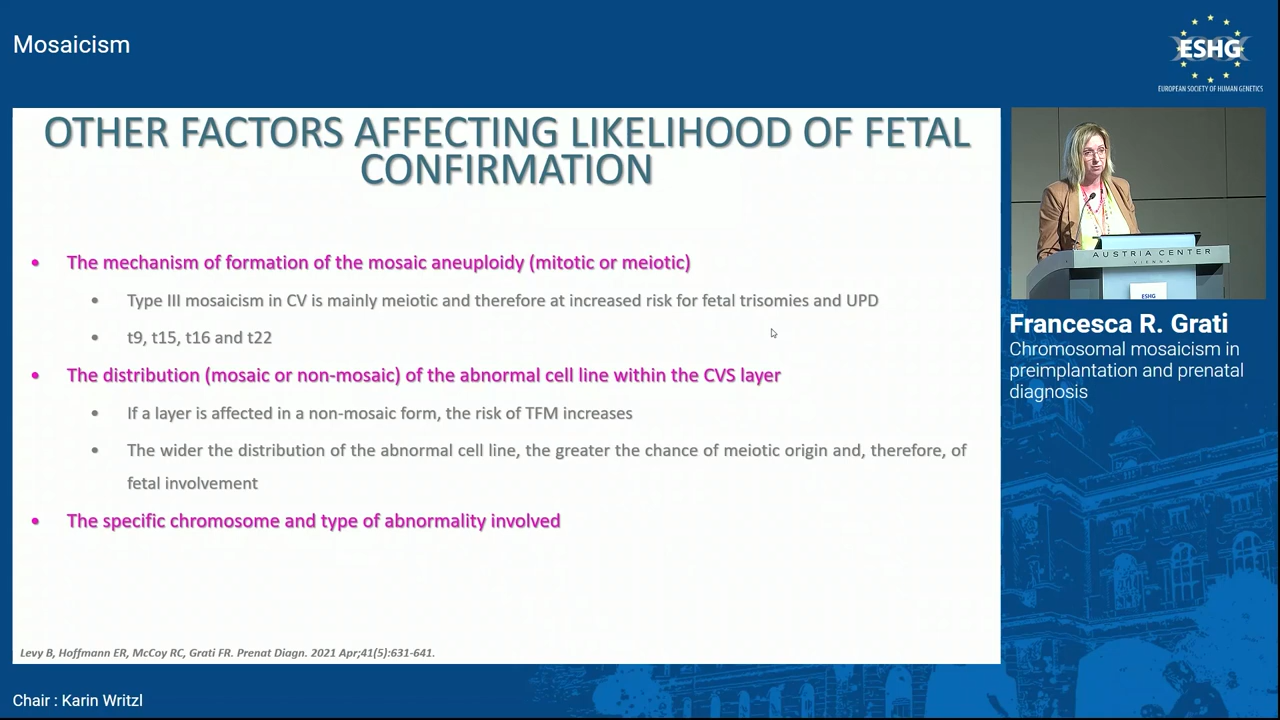 Mosaicism
ESHG
EUROPEAN SOCIETY OF HUMAN GENETICS
OTHER FACTORS AFFECTING LIKELIHOOD OF FETAL
CONFIRMATION
• The mechanism of formation of the mosaic aneuploidy (mitotic or meiotic)
• Type III mosaicism in CV is mainly meiotic and therefore at increased risk for fetal trisomies and UPD
• t9, t15, t16 and t22
• The distribution (mosaic or non-mosaic) of the abnormal cell line within the CVS layer
• If a layer is affected in a non-mosaic form, the risk of TFM increases
• The wider the distribution of the abnormal cell line, the greater the chance of meiotic origin and, therefore, of
fetal involvement
• The specific chromosome and type of abnormality involved
Levy B, Hoffmann ER, McCoy RC, Grati FR. Prenat Diagn. 2021 Apr;41(5):631-641.
AUSTRIA CENTER
VIENNA
ESHG
Francesca R. Grati
Chromosomal mosaicism in
preimplantation and prenatal
diagnosis
Chair : Karin Writzl